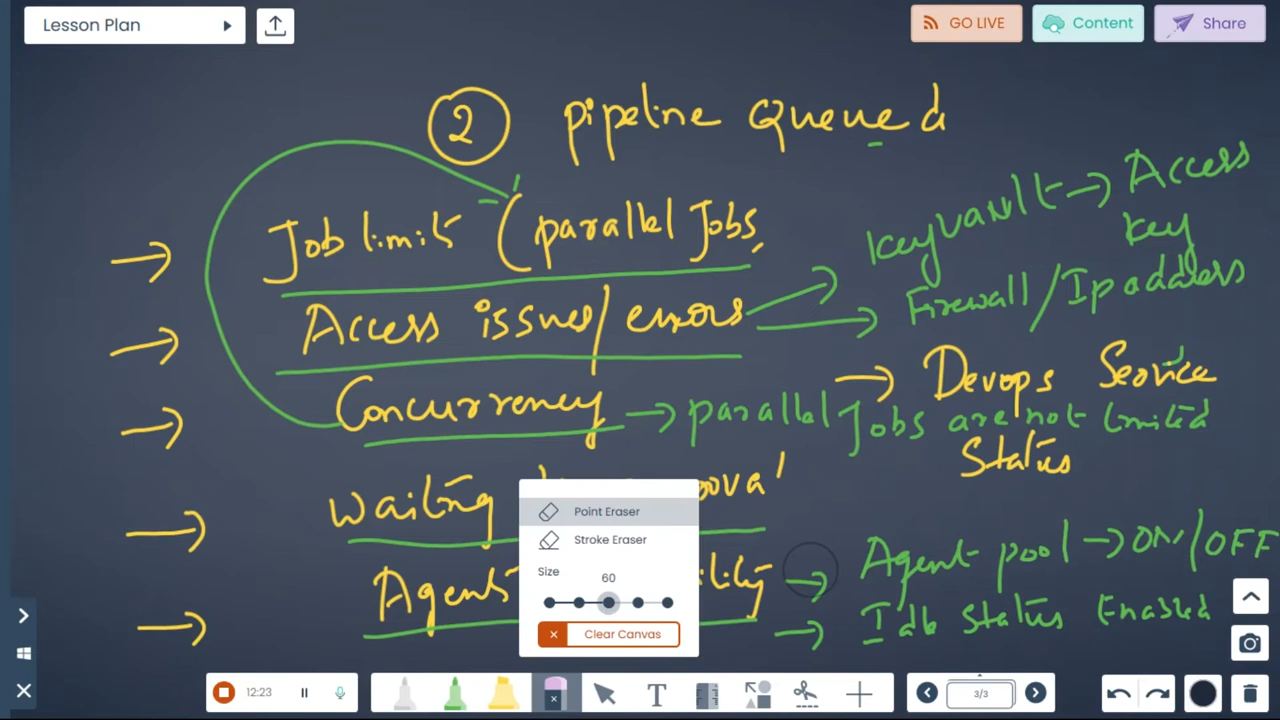 Lesson Plan
GO LIVE
Content
Share
2 pipeline Queued
Job limits (parallel Jobs,
Keyvault → Access Key
Access issues/errors
Firewall/Ip address
→ Devops Service Status
Concurrency → parallel Jobs are not limited
Waiting
Agent
Agent pool → ON/OFF
Idb Status Enabled
Point Eraser
Stroke Eraser
Size
60
Clear Canvas
12:23
3/3